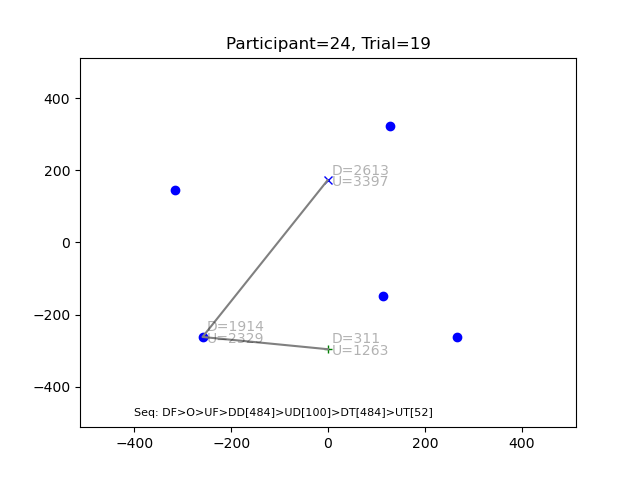 Participant=24, Trial=19
400
200
0
−200
−400
D=2613
U=3397
D=1914
U=2329
D=311
U=1263
Seq: DF>O>UF>DD[484]>UD[100]>DT[484]>UT[52]
−400
−200
0
200
400